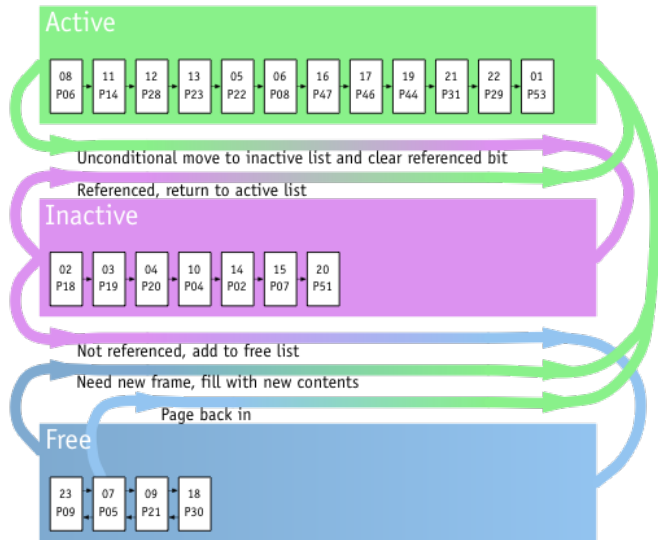 Active
08 11 12 13 05 06 16 17 19 21 22 01
P06 P14 P28 P23 P22 P08 P47 P46 P44 P31 P29 P53
Unconditional move to inactive list and clear referenced bit
Referenced, return to active list
Inactive
02 03 04 10 14 15 20
P18 P19 P20 P04 P02 P07 P51
Not referenced, add to free list
Need new frame, fill with new contents
Page back in
Free
23 07 09 18
P09 P05 P21 P30